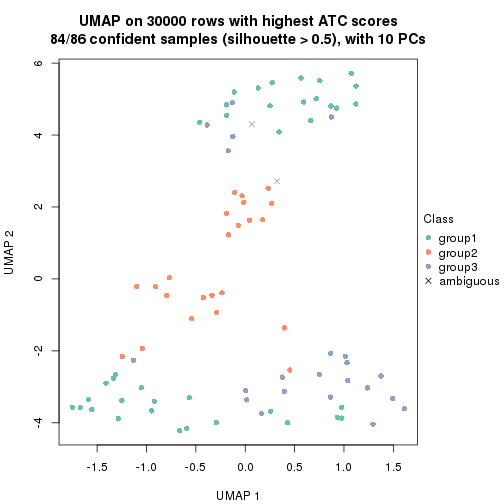 UMAP on 30000 rows with highest ATC scores
84/86 confident samples (silhouette > 0.5), with 10 PCs
6
4
2
0
-2
-4
UMAP 2
-1.5 -1.0 -0.5 0.0 0.5 1.0 1.5
UMAP 1
Class
group1
group2
group3
ambiguous